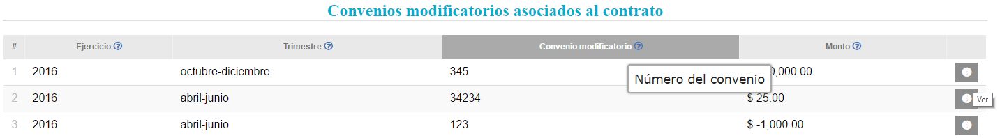 Convenios modificatorios asociados al contrato
# Ejercicio Trimestre Convenio modificatorio Monto
1 2016 octubre-diciembre 345 0,000.00
Número del convenio
2 2016 abril-junio 34234 $ 25.00
Ver
3 2016 abril-junio 123 $ -1,000.00